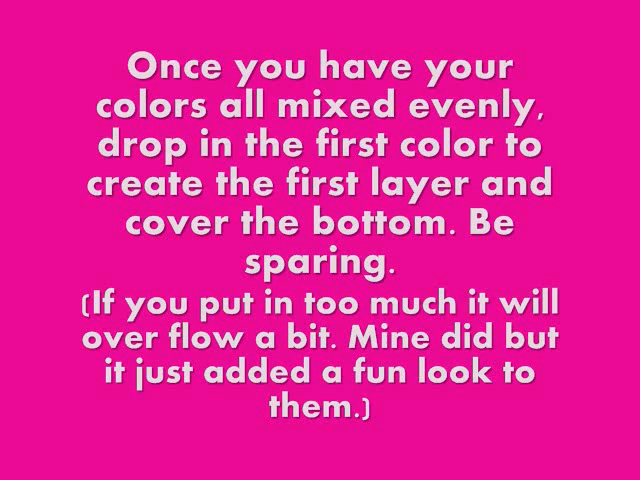 Once you have your
colors all mixed evenly,
drop in the first color to
create the first layer and
cover the bottom. Be
sparing.
(If you put in too much it will
over flow a bit. Mine did but
it just added a fun look to
them.)